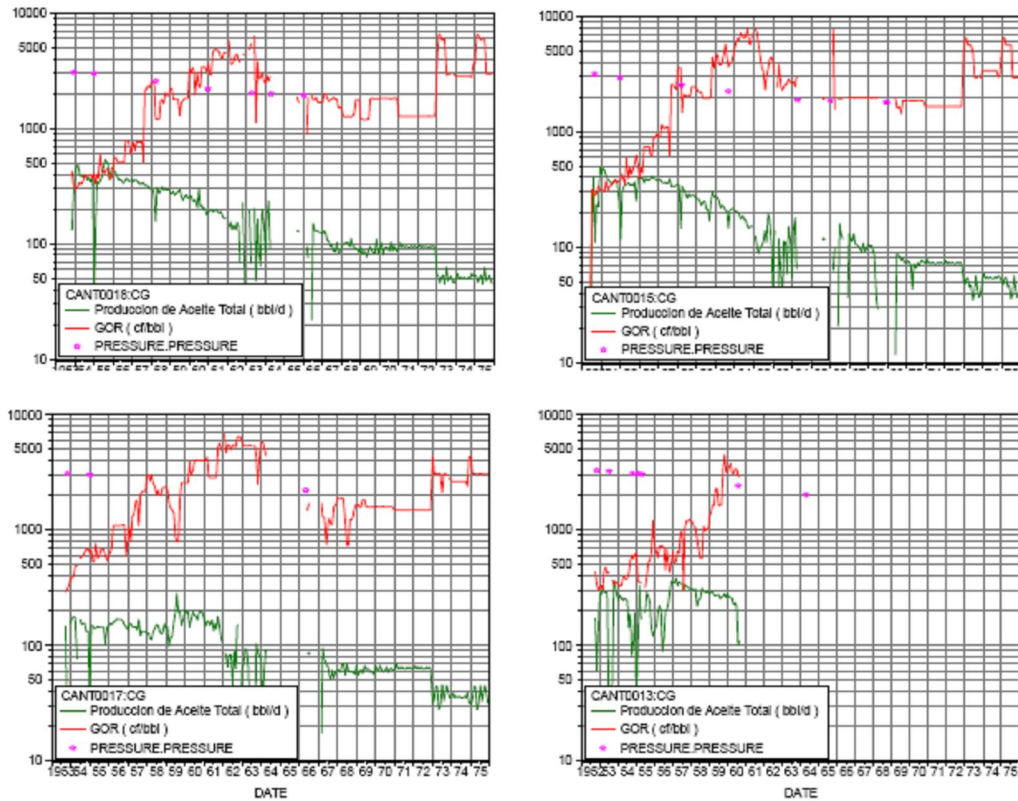 10000
5000
1000
500
100
50
10
CANT0016:CG
Produccion de Aceite Total ( bbl/d )
GOR ( cf/bbl )
PRESSURE.PRESSURE
10000
5000
1000
500
100
50
10
CANT0015:CG
Produccion de Aceite Total ( bbl/d )
GOR ( cf/bbl )
PRESSURE.PRESSURE
10000
5000
1000
500
100
50
10
CANT0017:CG
Produccion de Aceite Total ( bbl/d )
GOR ( cf/bbl )
PRESSURE.PRESSURE
195354 55 56 57 58 59 60 61 62 63 64 65 66 67 68 69 70 71 72 73 74 75
DATE
10000
5000
1000
500
100
50
10
CANT0013:CG
Produccion de Aceite Total ( bbl/d )
GOR ( cf/bbl )
PRESSURE.PRESSURE
195253 54 55 56 57 58 59 60 61 62 63 64 65 66 67 68 69 70 71 72 73 74 75
DATE